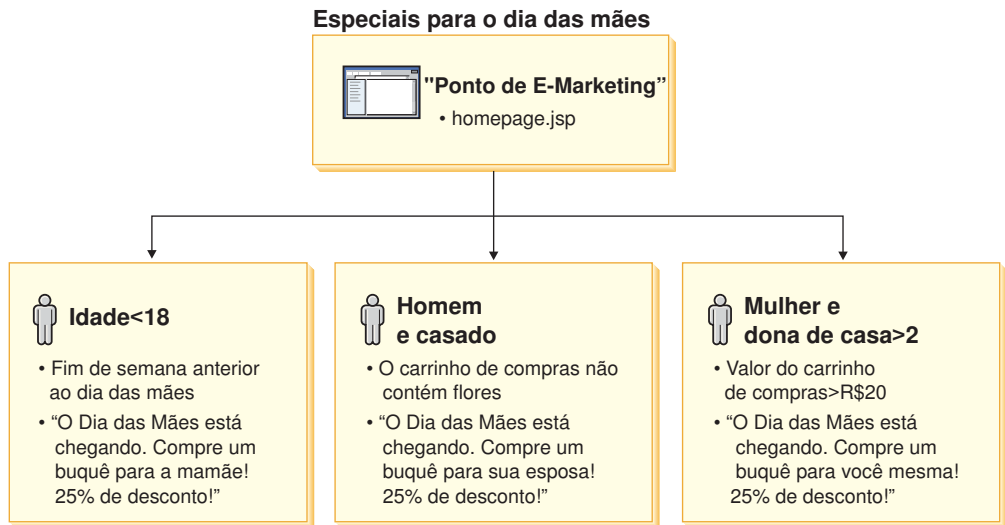 Especiais para o dia das mães
"Ponto de E-Marketing”
• homepage.jsp
Idade<18
• Fim de semana anterior
ao dia das mães
• “O Dia das Mães está
chegando. Compre um
buquê para a mamãe!
25% de desconto!”
Homem
e casado
• O carrinho de compras não
contém flores
• “O Dia das Mães está
chegando. Compre um
buquê para sua esposa!
25% de desconto!”
Mulher e
dona de casa>2
• Valor do carrinho
de compras>R$20
• “O Dia das Mães está
chegando. Compre um
buquê para você mesma!
25% de desconto!”